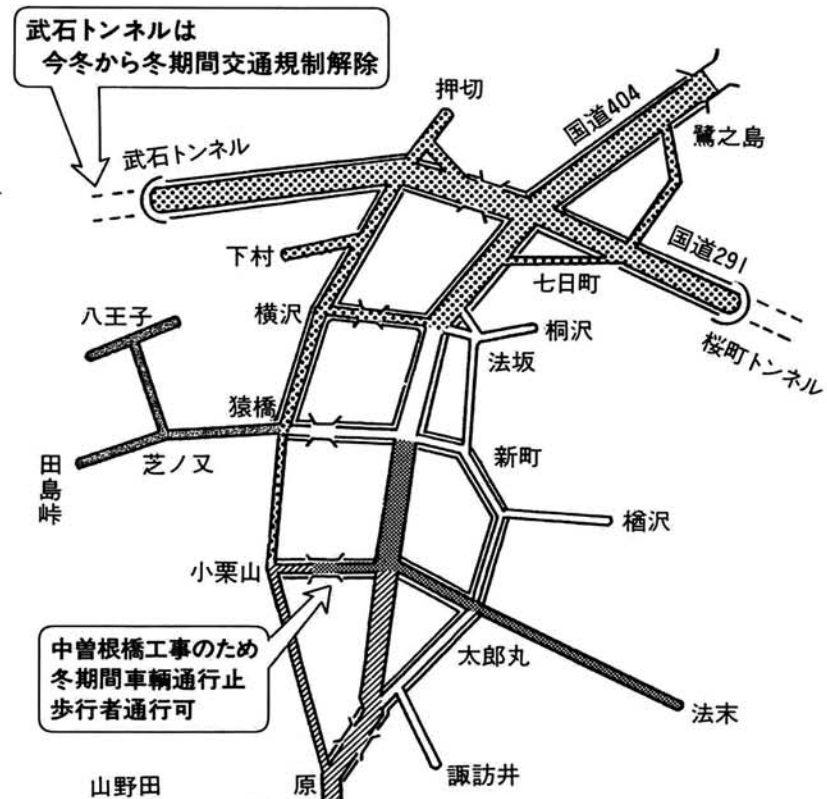 武石トンネルは
今冬から冬期間交通規制解除
押切
国道404
鷺之島
武石トンネル
下村
国道291
七日町
八王子
横沢
桐沢
法坂
桜町トンネル
猿橋
田島峠
芝ノ又
新町
楢沢
小栗山
中曽根橋工事のため
冬期間車輌通行止
歩行者通行可
太郎丸
法末
諏訪井
山野田
原